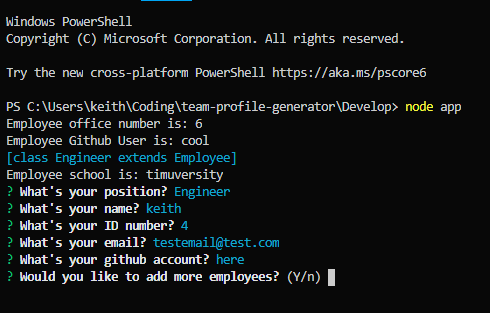 Windows PowerShell
Copyright (C) Microsoft Corporation. All rights reserved.
Try the new cross-platform PowerShell https://aka.ms/pscore6
PS C:\Users\keith\Coding\team-profile-generator\Develop> node app
Employee office number is: 6
Employee Github User is: cool
[class Engineer extends Employee]
Employee school is: timuversity
? What's your position? Engineer
? What's your name? keith
? What's your ID number? 4
? What's your email? testemail@test.com
? What's your github account? here
? Would you like to add more employees? (Y/n)